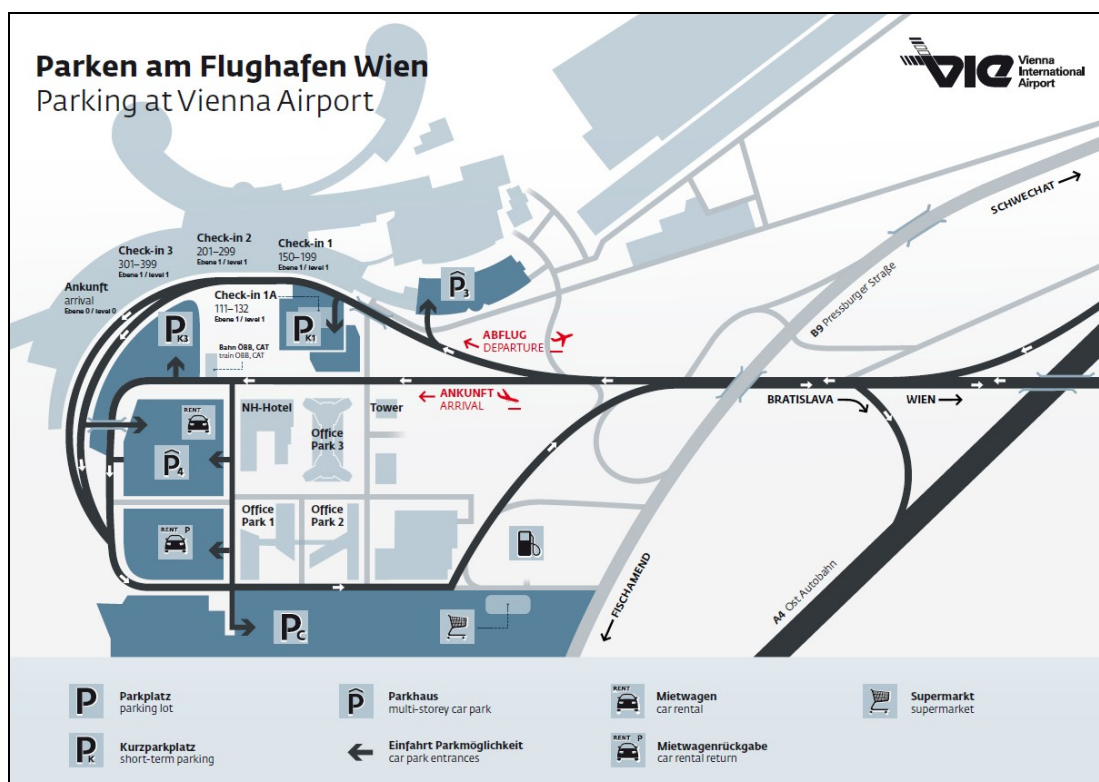 Parken am Flughafen Wien
Parking at Vienna Airport
VIE Vienna
International
Airport
SCHWECHAT
B9 Pressburger Straße
Check-in 3
301–399
Ebene 1 / level 1
Check-in 2
201–299
Ebene 1 / level 1
Check-in 1
150–199
Ebene 1 / level 1
Ankunft
arrival
Ebene 0 / level 0
Check-in 1A
111–132
Ebene 1 / level 1
P3
PK3
PK1
Bahn ÖBB, CAT
train ÖBB, CAT
ABFLUG
DEPARTURE
ANKUNFT
ARRIVAL
BRATISLAVA
WIEN
RENT
P4
NH-Hotel
Office
Park 3
Tower
RENT P
Office
Park 1
Office
Park 2
FISCHAMEND
A4 Ost Autobahn
PC
P
Parkplatz
parking lot
P
Parkhaus
multi-storey car park
RENT
Mietwagen
car rental
Supermarkt
supermarket
PK
Kurzparkplatz
short-term parking
Einfahrt Parkmöglichkeit
car park entrances
RENT P
Mietwagenrückgabe
car rental return